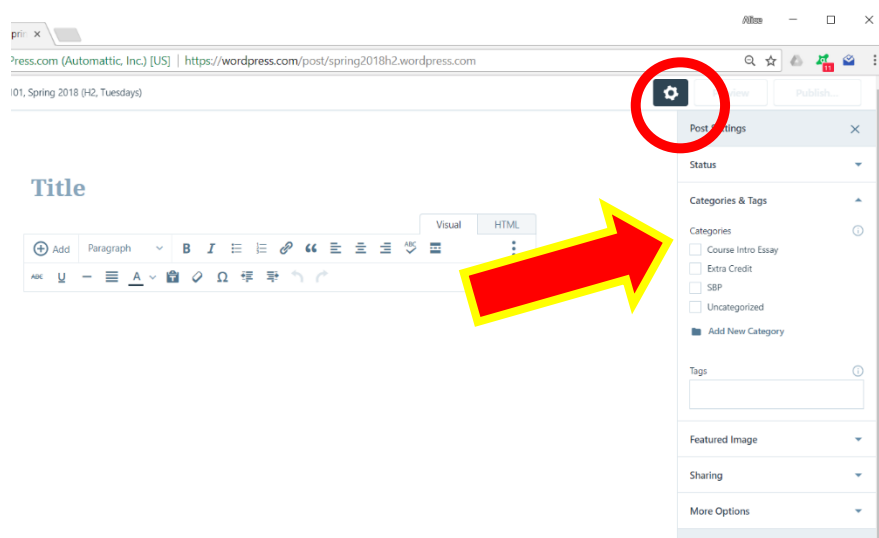 Alice
prin
Press.com (Automattic, Inc.) [US] | https://wordpress.com/post/spring2018h2.wordpress.com
11
101, Spring 2018 (H2, Tuesdays)
Publish...
Post Settings
Status
Title
Categories & Tags
Visual HTML
Categories
Add Paragraph B I ABC
Course Intro Essay
Extra Credit
ABC U A Ω
SBP
Uncategorized
Add New Category
Tags
Featured Image
Sharing
More Options